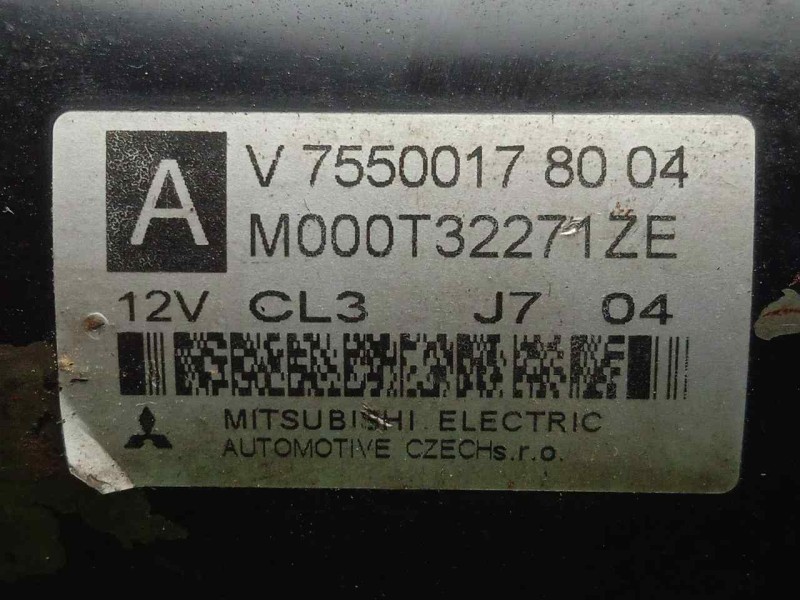 A
V 7550017 80 04
M000T32271ZE
12V CL3 J7 04
MITSUBISHI ELECTRIC
AUTOMOTIVE CZECHs.r.o.